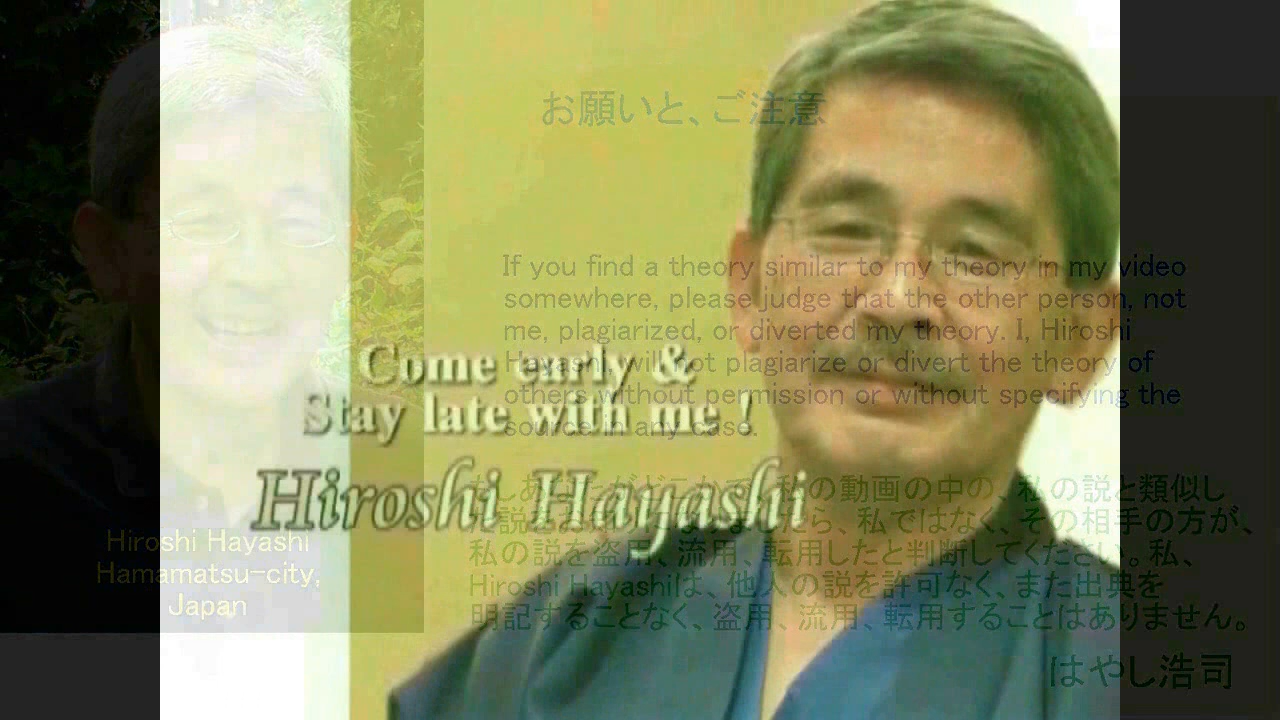 お願いと、ご注意
If you find a theory similar to my theory in my video
somewhere, please judge that the other person, not
me, plagiarized, or diverted my theory. I, Hiroshi
Hayashi, will not plagiarize or divert the theory of
others without permission or without specifying the
source in any case.
Come early &
Stay late with me !
Hiroshi Hayashi
Hiroshi Hayashi
Hamamatsu-city,
Japan
私の動画の中の、私の説と類似し
私ではなく、その相手の方が、
私の説を盗用、流用、転用したと判断してください。私、
Hiroshi Hayashiは、他人の説を許可なく、また出典を
明記することなく、盗用、流用、転用することはありません。
はやし浩司